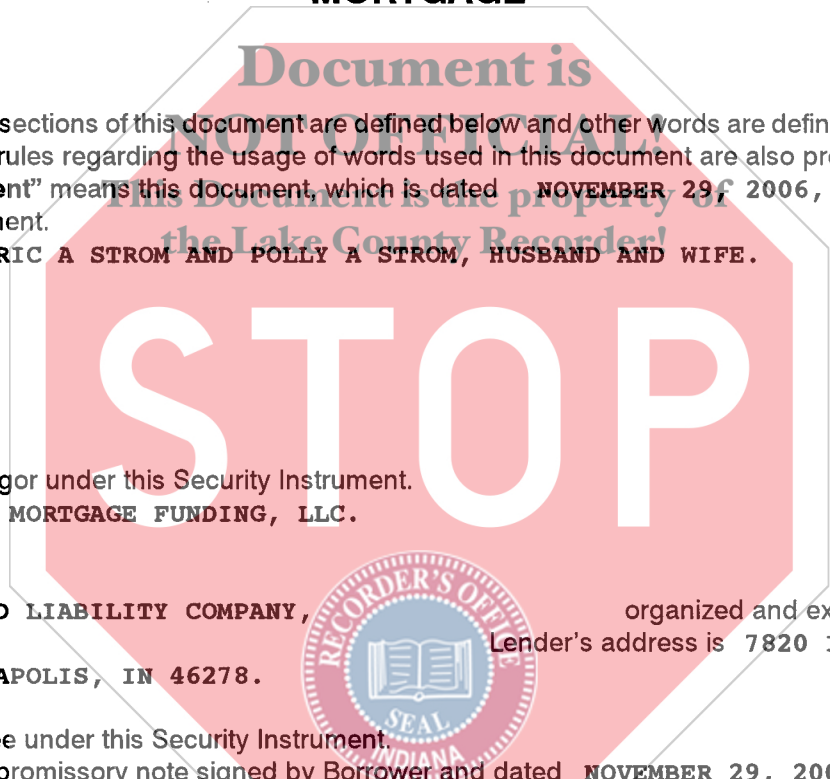 MORTGAGE
Document is
NOT OFFICIAL!
sections of this document are defined below and other words are defin
rules regarding the usage of words used in this document are also pr
ent” means this document, which is dated NOVEMBER 29, 2006,
This Document is the property of
ment.
the Lake County Recorder!
RIC A STROM AND POLLY A STROM, HUSBAND AND WIFE.
STOP
gor under this Security Instrument.
MORTGAGE FUNDING, LLC.
D LIABILITY COMPANY, organized and ex
Lender’s address is 7820
APOLIS, IN 46278.
RECORDER'S OFFICE
SEAL
INDIANA
e under this Security Instrument.
promissory note signed by Borrower and dated NOVEMBER 29, 200